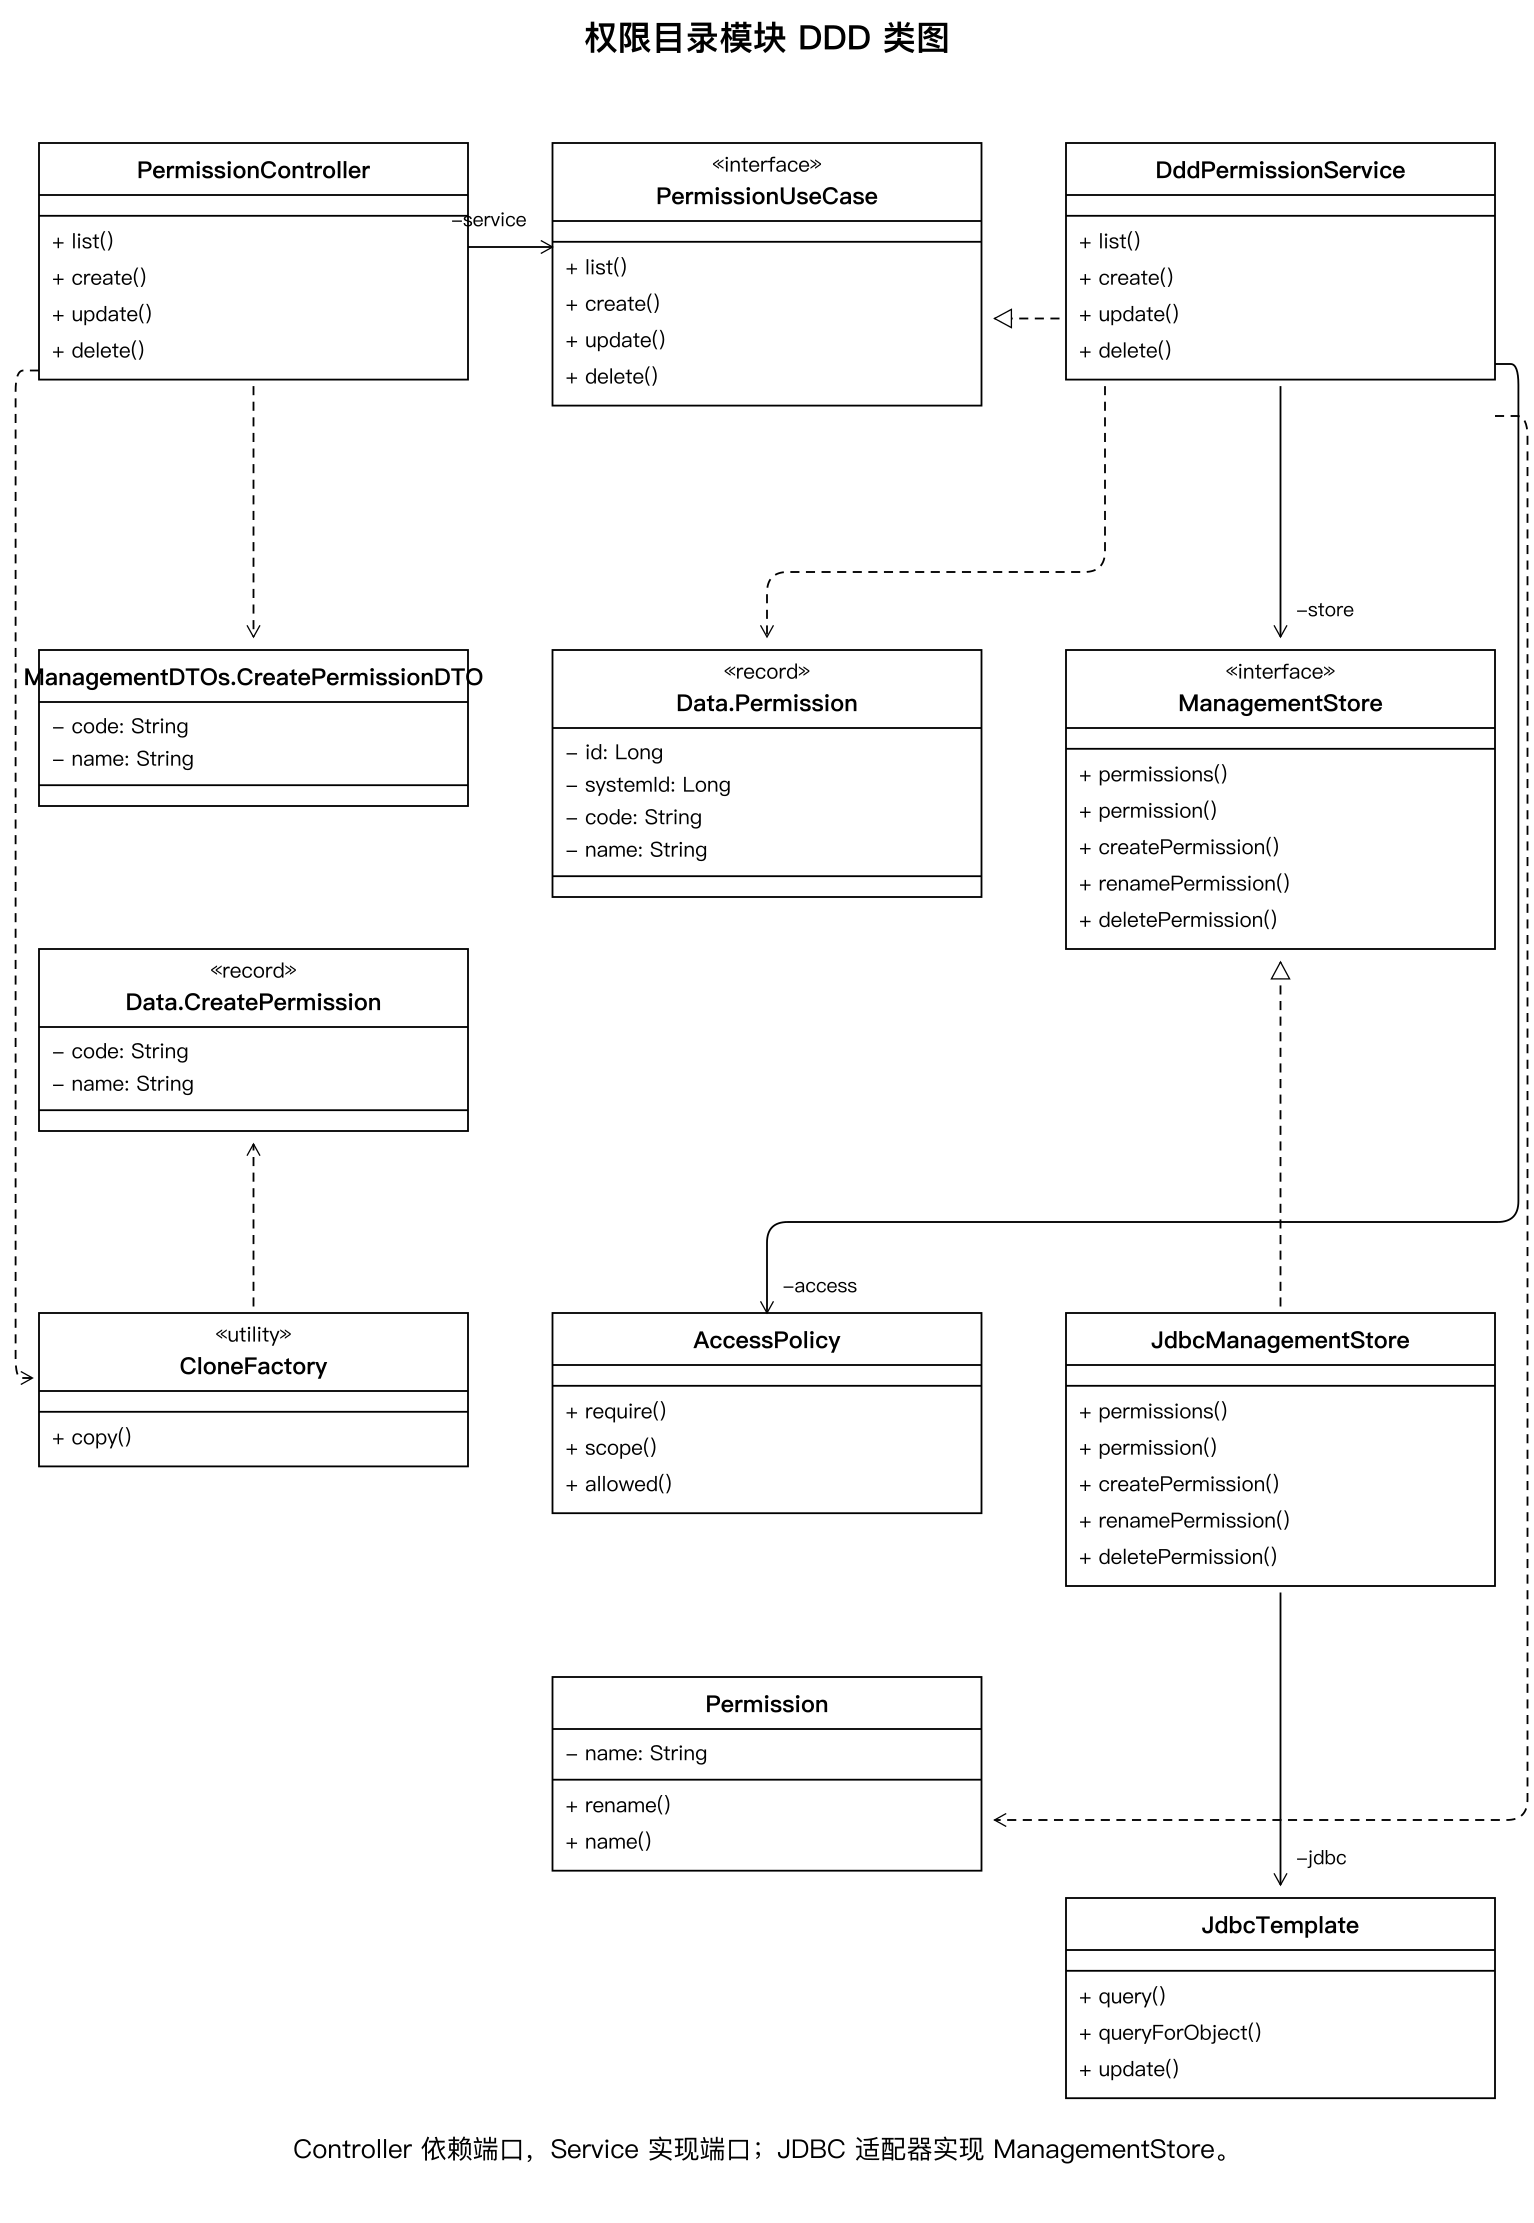 权限目录模块 DDD 类图
PermissionController
+ list()
+ create()
+ update()
+ delete()
–service
«interface»
PermissionUseCase
+ list()
+ create()
+ update()
+ delete()
DddPermissionService
+ list()
+ create()
+ update()
+ delete()
–store
ManagementDTOs.CreatePermissionDTO
– code: String
– name: String
«record»
Data.Permission
– id: Long
– systemId: Long
– code: String
– name: String
«interface»
ManagementStore
+ permissions()
+ permission()
+ createPermission()
+ renamePermission()
+ deletePermission()
«record»
Data.CreatePermission
– code: String
– name: String
–access
«utility»
CloneFactory
+ copy()
AccessPolicy
+ require()
+ scope()
+ allowed()
JdbcManagementStore
+ permissions()
+ permission()
+ createPermission()
+ renamePermission()
+ deletePermission()
Permission
– name: String
+ rename()
+ name()
–jdbc
JdbcTemplate
+ query()
+ queryForObject()
+ update()
Controller 依赖端口，Service 实现端口；JDBC 适配器实现 ManagementStore。